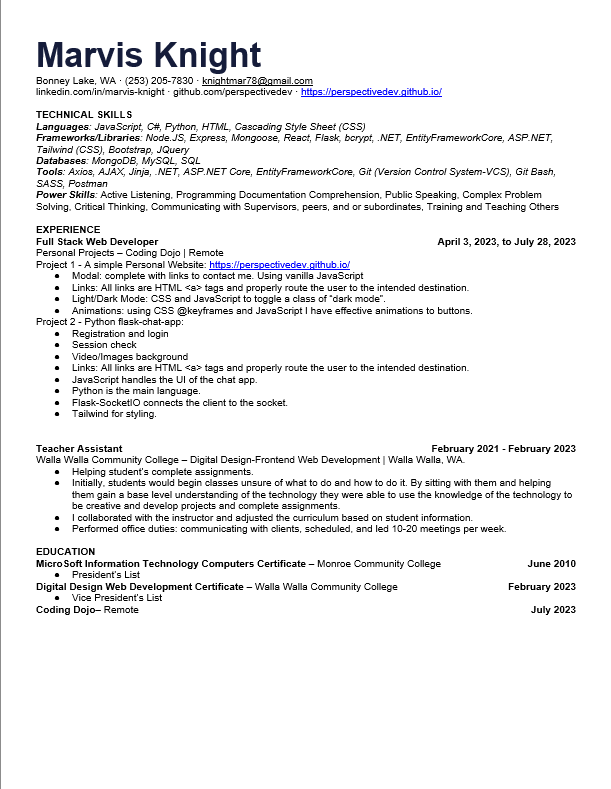 Marvis Knight
Bonney Lake, WA · (253) 205-7830 · knightmar78@gmail.com
linkedin.com/in/marvis-knight · github.com/perspectivedev · https://perspectivedev.github.io/
TECHNICAL SKILLS
Languages: JavaScript, C#, Python, HTML, Cascading Style Sheet (CSS)
Frameworks/Libraries: Node.JS, Express, Mongoose, React, Flask, bcrypt, .NET, EntityFrameworkCore, ASP.NET,
Tailwind (CSS), Bootstrap, JQuery
Databases: MongoDB, MySQL, SQL
Tools: Axios, AJAX, Jinja, .NET, ASP.NET Core, EntityFrameworkCore, Git (Version Control System-VCS), Git Bash,
SASS, Postman
Power Skills: Active Listening, Programming Documentation Comprehension, Public Speaking, Complex Problem
Solving, Critical Thinking, Communicating with Supervisors, peers, and or subordinates, Training and Teaching Others
EXPERIENCE
Full Stack Web Developer April 3, 2023, to July 28, 2023
Personal Projects – Coding Dojo | Remote
Project 1 - A simple Personal Website: https://perspectivedev.github.io/
● Modal: complete with links to contact me. Using vanilla JavaScript
● Links: All links are HTML <a> tags and properly route the user to the intended destination.
● Light/Dark Mode: CSS and JavaScript to toggle a class of "dark mode".
● Animations: using CSS @keyframes and JavaScript I have effective animations to buttons.
Project 2 - Python flask-chat-app:
● Registration and login
● Session check
● Video/Images background
● Links: All links are HTML <a> tags and properly route the user to the intended destination.
● JavaScript handles the UI of the chat app.
● Python is the main language.
● Flask-SocketIO connects the client to the socket.
● Tailwind for styling.
Teacher Assistant February 2021 - February 2023
Walla Walla Community College – Digital Design-Frontend Web Development | Walla Walla, WA.
● Helping student's complete assignments.
● Initially, students would begin classes unsure of what to do and how to do it. By sitting with them and helping
them gain a base level understanding of the technology they were able to use the knowledge of the technology to
be creative and develop projects and complete assignments.
● I collaborated with the instructor and adjusted the curriculum based on student information.
● Performed office duties: communicating with clients, scheduled, and led 10-20 meetings per week.
EDUCATION
MicroSoft Information Technology Computers Certificate – Monroe Community College June 2010
● President's List
Digital Design Web Development Certificate – Walla Walla Community College February 2023
● Vice President's List
Coding Dojo– Remote July 2023